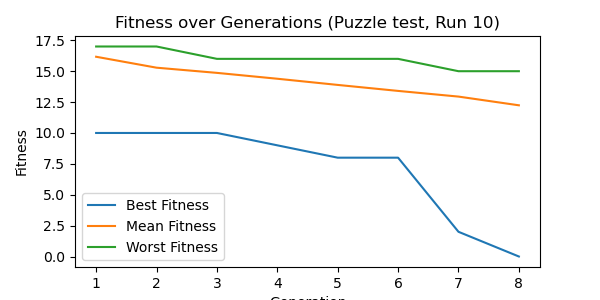 Fitness over Generations (Puzzle test, Run 10)
17.5
15.0
12.5
10.0
7.5
5.0
2.5
0.0
Fitness
Best Fitness
Mean Fitness
Worst Fitness
1 2 3 4 5 6 7 8
Generation